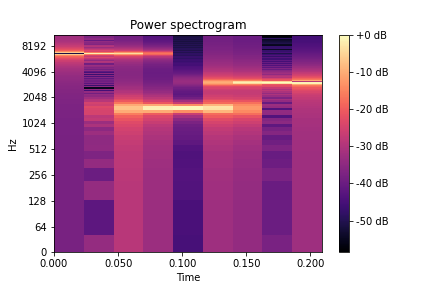 Power spectrogram
Hz
8192
4096
2048
1024
512
256
128
64
0
0.000 0.050 0.100 0.150 0.200
Time
+0 dB
-10 dB
-20 dB
-30 dB
-40 dB
-50 dB